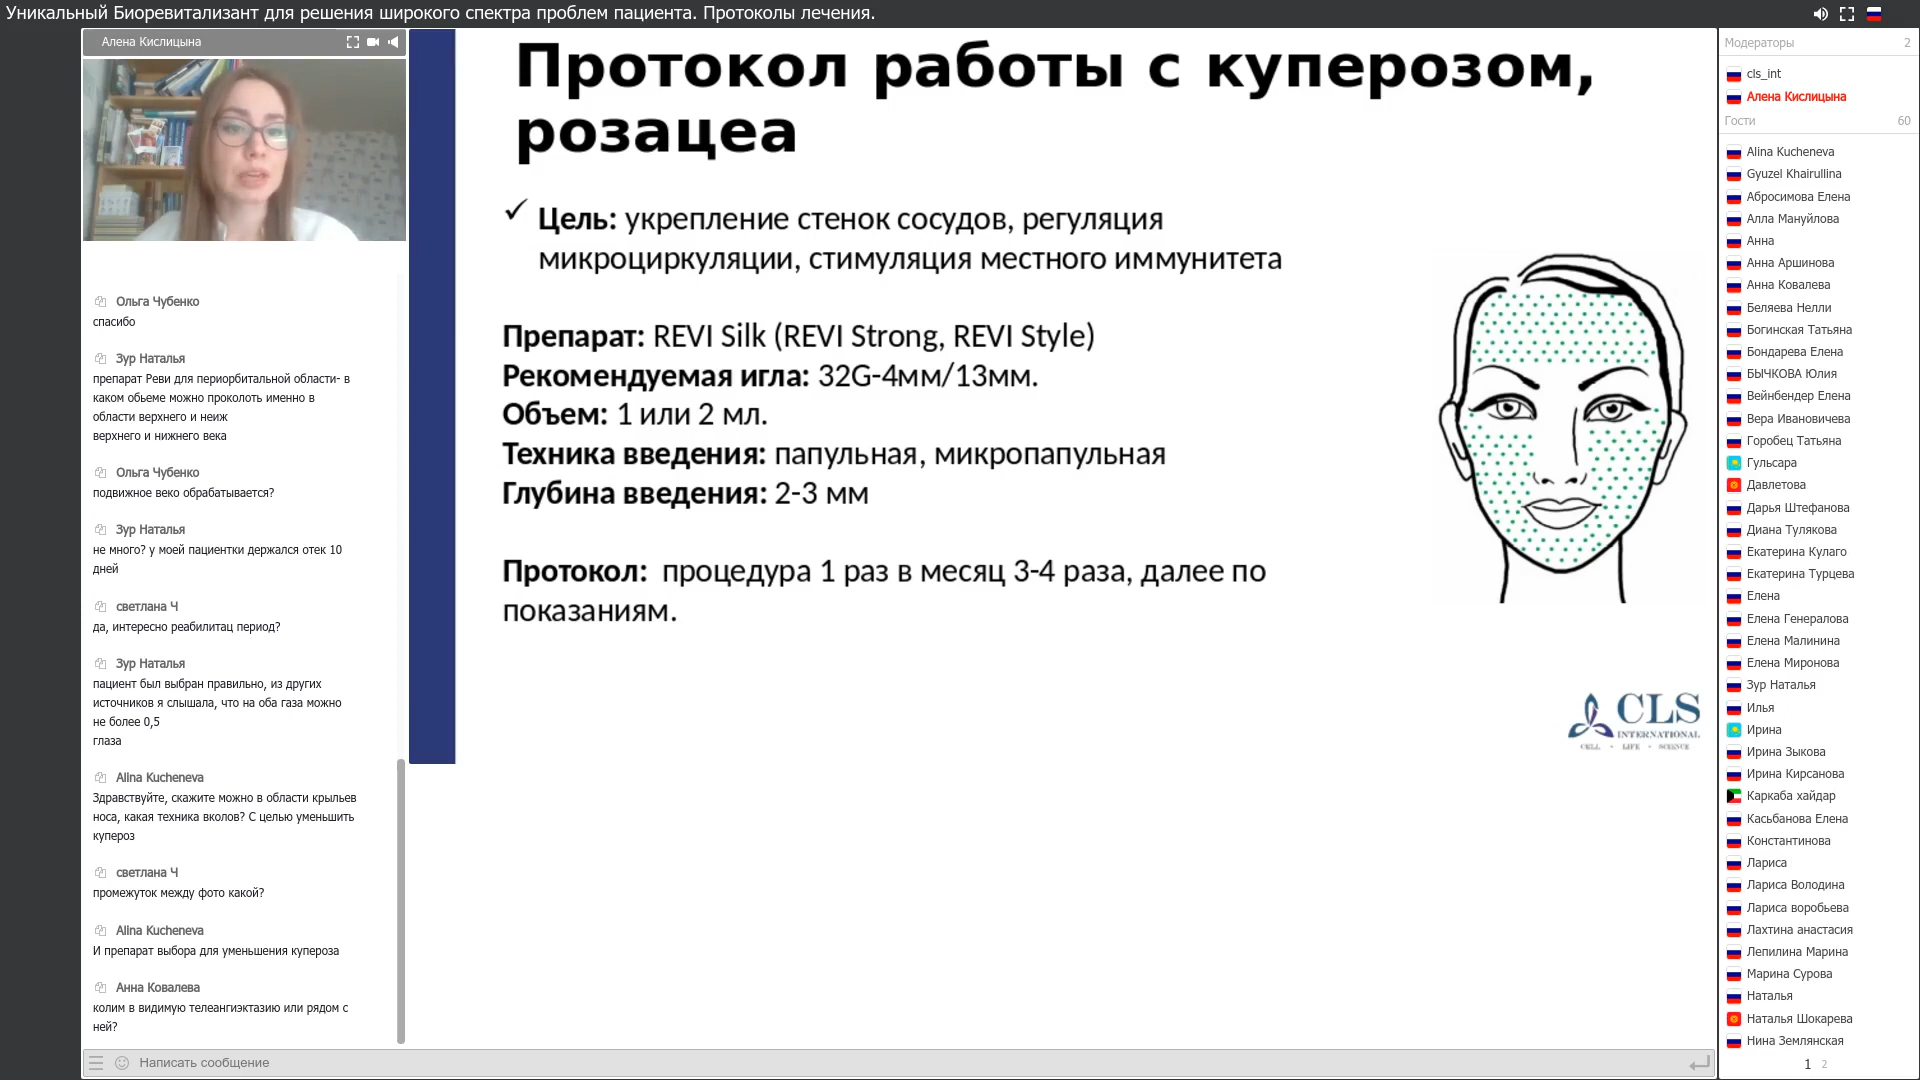 Уникальный Биоревитализант для решения широкого спектра проблем пациента. Протоколы лечения.
Алена Кислицына
Ольга Чубенко
спасибо
Зур Наталья
препарат Реви для периорбитальной области- в
каком обьеме можно проколоть именно в
области верхнего и неиж
верхнего и нижнего века
Ольга Чубенко
подвижное веко обрабатывается?
Зур Наталья
не много? у моей пациентки держался отек 10
дней
светлана Ч
да, интересно реабилитац период?
Зур Наталья
пациент был выбран правильно, из других
источников я слышала, что на оба газа можно
не более 0,5
глаза
Alina Kucheneva
Здравствуйте, скажите можно в области крыльев
носа, какая техника вколов? С целью уменьшить
купероз
светлана Ч
промежуток между фото какой?
Alina Kucheneva
И препарат выбора для уменьшения купероза
Анна Ковалева
колим в видимую телеангиэктазию или рядом с
ней?
Написать сообщение
Протокол работы с куперозом,
розацеа
✓ Цель: укрепление стенок сосудов, регуляция
микроциркуляции, стимуляция местного иммунитета
Препарат: REVI Silk (REVI Strong, REVI Style)
Рекомендуемая игла: 32G-4мм/13мм.
Объем: 1 или 2 мл.
Техника введения: папульная, микропапульная
Глубина введения: 2-3 мм
Протокол: процедура 1 раз в месяц 3-4 раза, далее по
показаниям.
CLS
INTERNATIONAL
CELL • LIFE • SCIENCE
Модераторы 2
cls_int
Алена Кислицына
Гости 60
Alina Kucheneva
Gyuzel Khairullina
Абросимова Елена
Алла Мануйлова
Анна
Анна Аршинова
Анна Ковалева
Беляева Нелли
Богинская Татьяна
Бондарева Елена
БЫЧКОВА Юлия
Вейнбендер Елена
Вера Ивановичева
Горобец Татьяна
Гульсара
Давлетова
Дарья Штефанова
Диана Тулякова
Екатерина Кулаго
Екатерина Турцева
Елена
Елена Генералова
Елена Малинина
Елена Миронова
Зур Наталья
Илья
Ирина
Ирина Зыкова
Ирина Кирсанова
Каркаба хайдар
Касьбанова Елена
Константинова
Лариса
Лариса Володина
Лариса воробьева
Лахтина анастасия
Лепилина Марина
Марина Сурова
Наталья
Наталья Шокарева
Нина Землянская
1 2